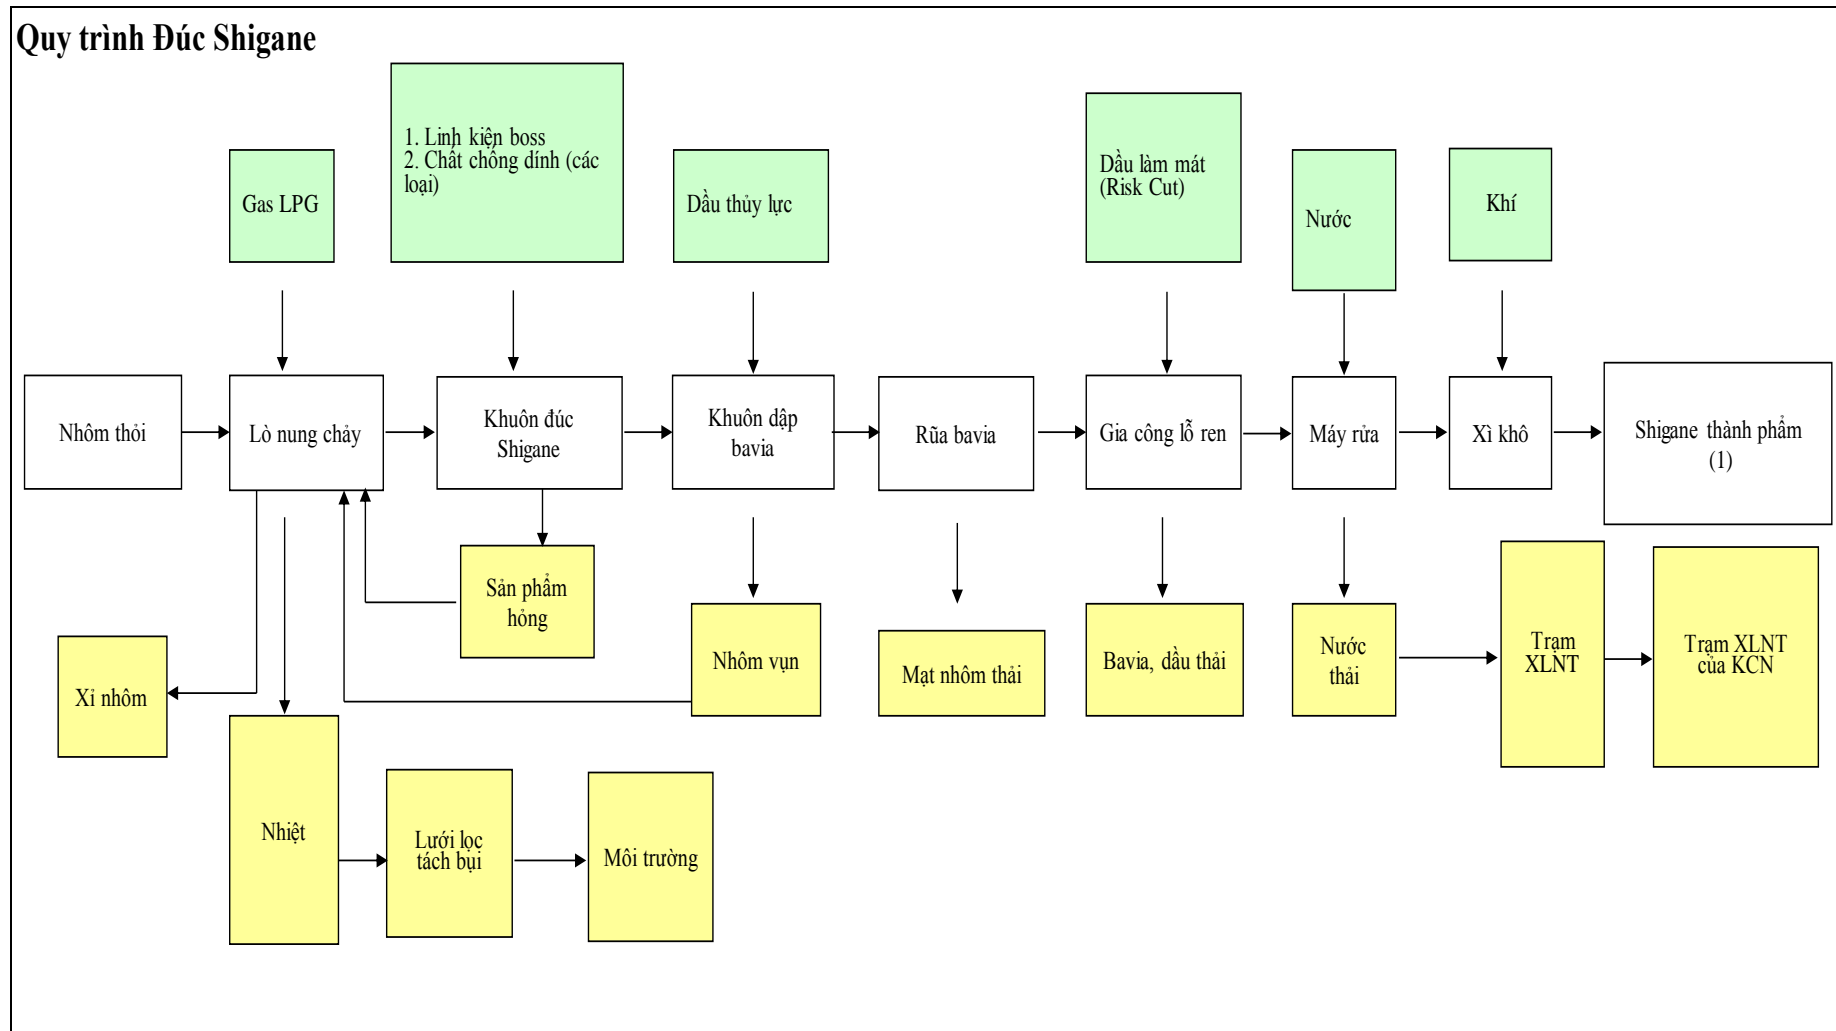 Quy trình Đúc Shigane
1. Linh kiện boss
2. Chất chống dính (các
loại)
Gas LPG
Dầu thủy lực
Dầu làm mát
(Risk Cut)
Nước
Khí
Nhôm thỏi
Lò nung chảy
Khuôn đúc
Shigane
Khuôn dập
bavia
Rũa bavia
Gia công lỗ ren
Máy rửa
Xì khô
Shigane thành phẩm
(1)
Sản phẩm
hỏng
Xỉ nhôm
Nhôm vụn
Mạt nhôm thải
Bavia, dầu thải
Nước
thải
Trạm
XLNT
Trạm XLNT
của KCN
Nhiệt
Lưới lọc
tách bụi
Môi trường